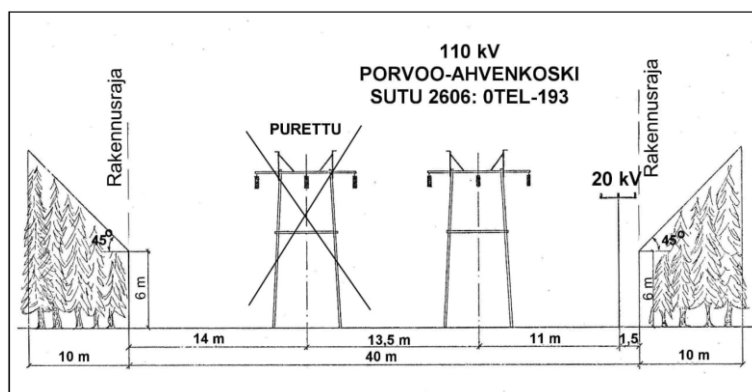 110 kV
PORVOO-AHVENKOSKI
SUTU 2606: 0TEL-193
PURETTU
Rakennusraja
Rakennusraja
20 kV
45°
45°
6 m
6 m
14 m
13,5 m
11 m
1,5
10 m
40 m
10 m